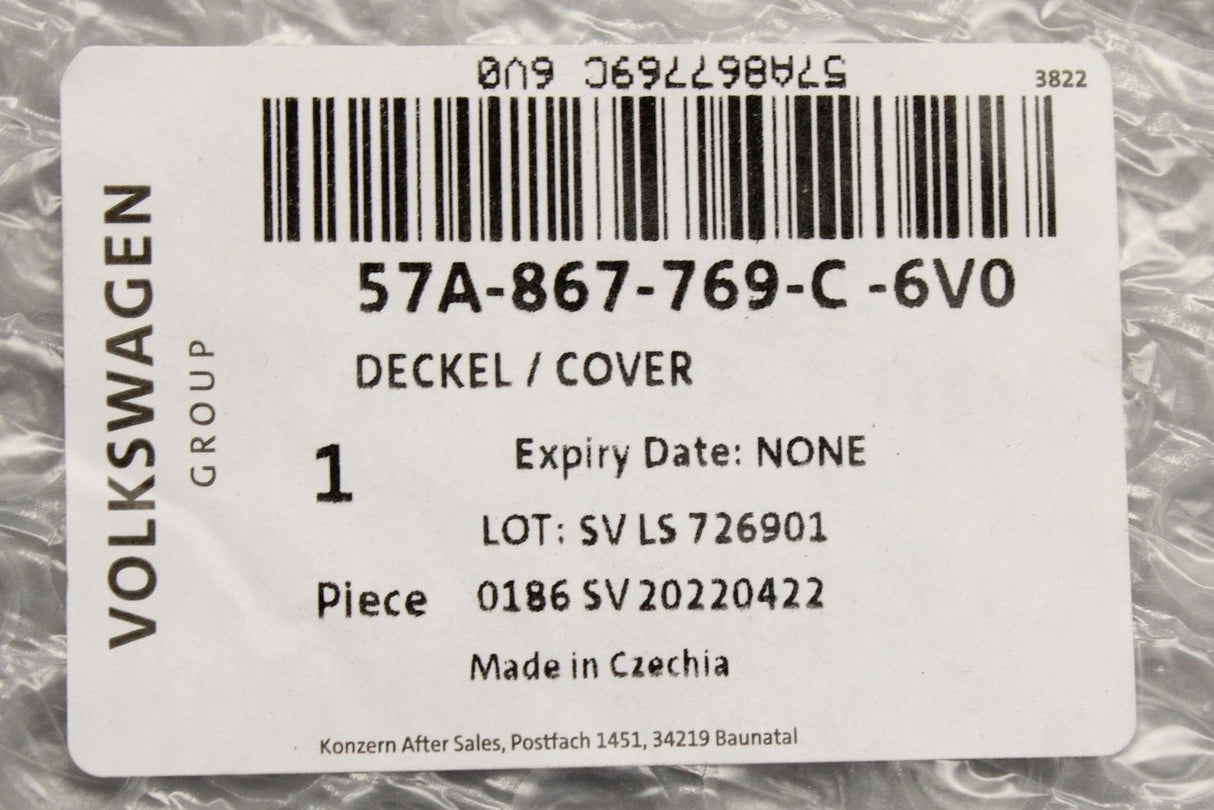 57A867769C 6V0
3822
VOLKSWAGEN
GROUP
57A-867-769-C -6V0
DECKEL / COVER
1
Expiry Date: NONE
LOT: SV LS 726901
Piece 0186 SV 20220422
Made in Czechia
Konzern After Sales, Postfach 1451, 34219 Baunatal